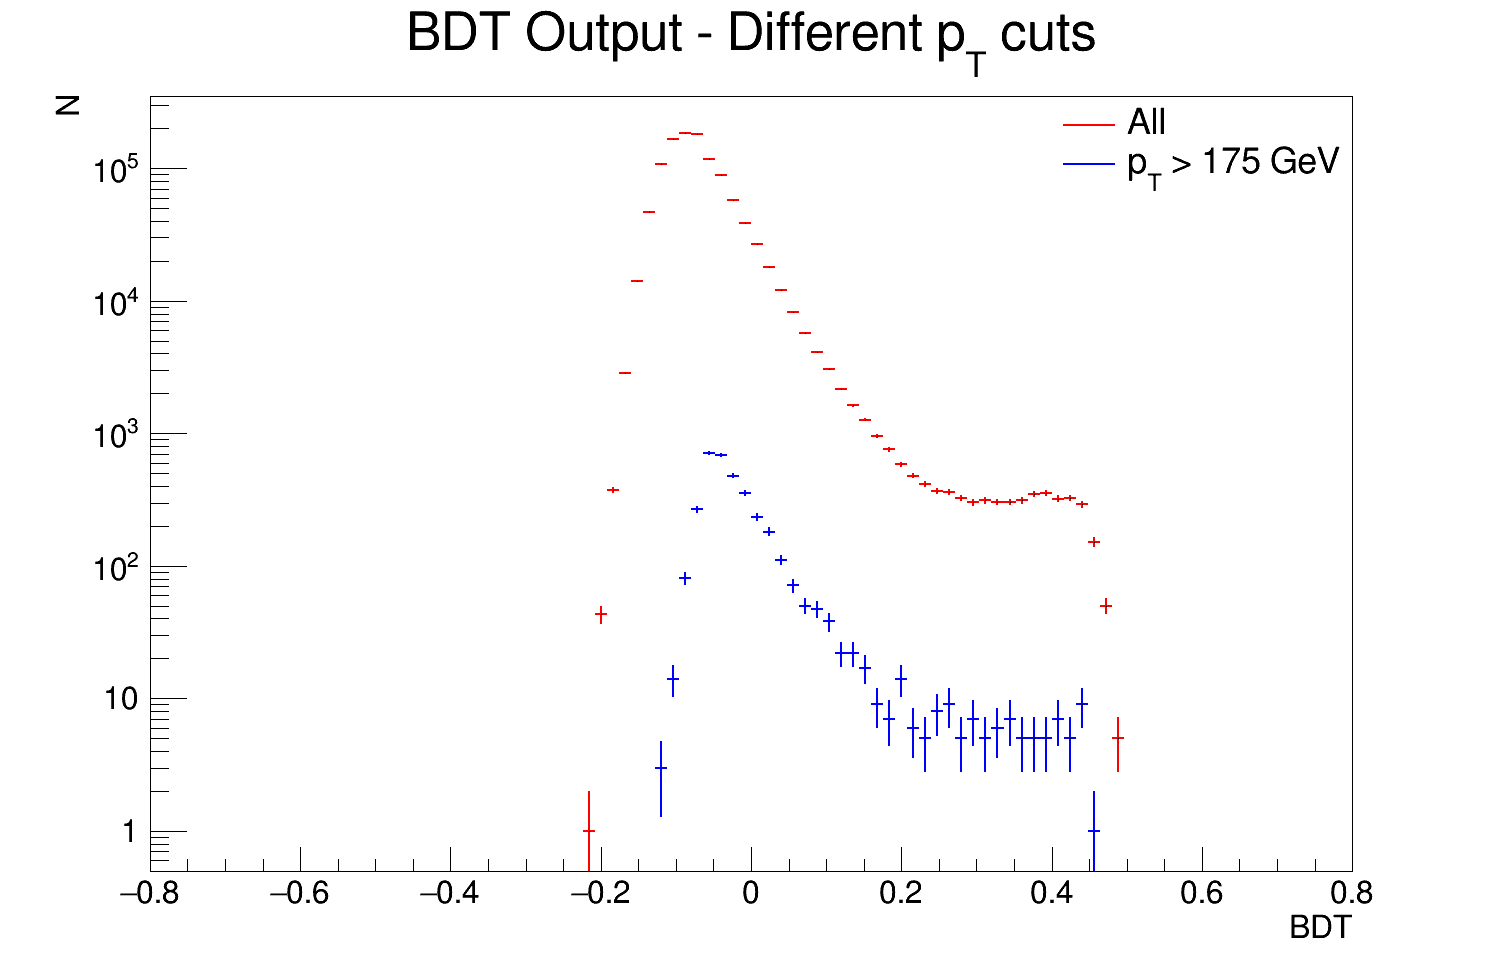 BDT Output - Different pT cuts
N
All
pT > 175 GeV
10^5
10^4
10^3
10^2
10
1
−0.8 −0.6 −0.4 −0.2 0 0.2 0.4 0.6 0.8
BDT